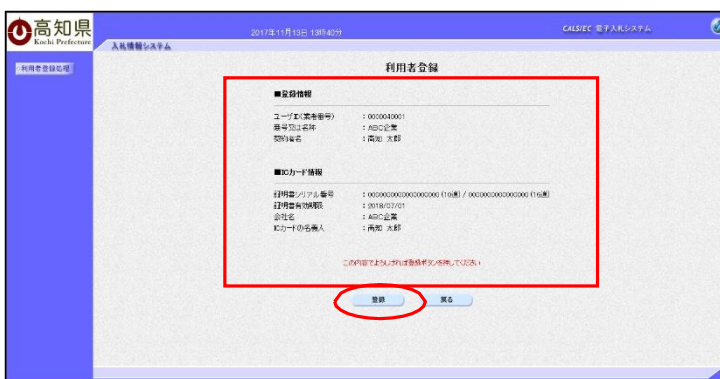 高知県
Kochi Prefecture
2017年11月13日 13時40分
CALS/EC 電子入札システム
入札情報システム
利用者登録処理
利用者登録
■登録情報
ユーザID(業者番号) : 0000040001
商号又は名称 : ABC企業
契約者名 : 高知 太郎
■ICカード情報
証明書シリアル番号 : 0000000000000000000 (10進) / 0000000000000000 (16進)
証明書有効期限 : 2018/07/01
会社名 : ABC企業
ICカードの名義人 : 高知 太郎
この内容でよろしければ登録ボタンを押してください
登録
戻る